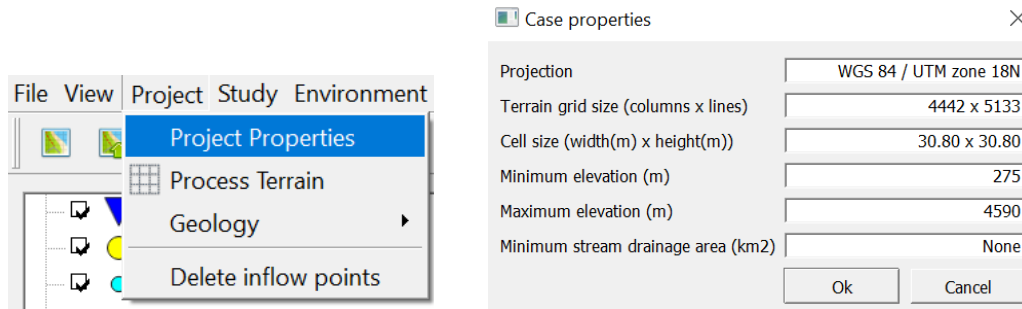 File View Project Study Environment
Project Properties
Process Terrain
Geology
Delete inflow points
Case properties
Projection WGS 84 / UTM zone 18N
Terrain grid size (columns x lines) 4442 x 5133
Cell size (width(m) x height(m)) 30.80 x 30.80
Minimum elevation (m) 275
Maximum elevation (m) 4590
Minimum stream drainage area (km2) None
Ok Cancel